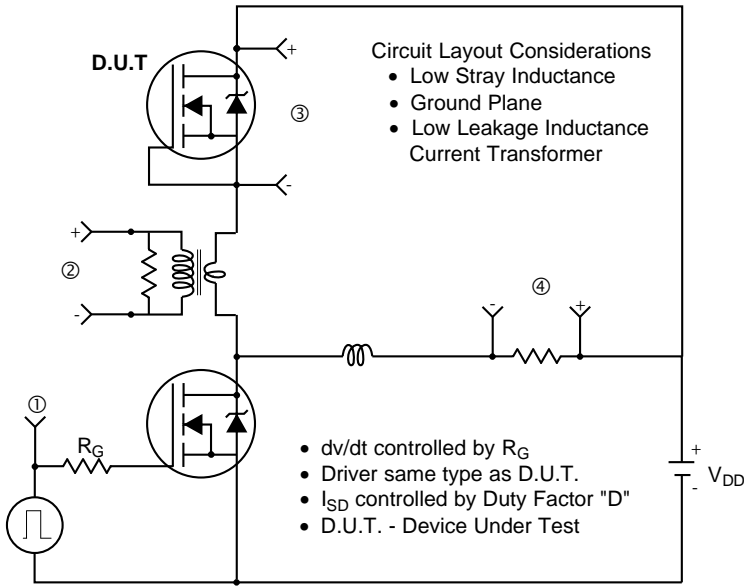 D.U.T
+
Circuit Layout Considerations
• Low Stray Inductance
③
• Ground Plane
• Low Leakage Inductance
Current Transformer
-
+
②
④
-
- +
①
R_G
• dv/dt controlled by R_G
• Driver same type as D.U.T.
• I_SD controlled by Duty Factor "D"
• D.U.T. - Device Under Test
+
V_DD
-